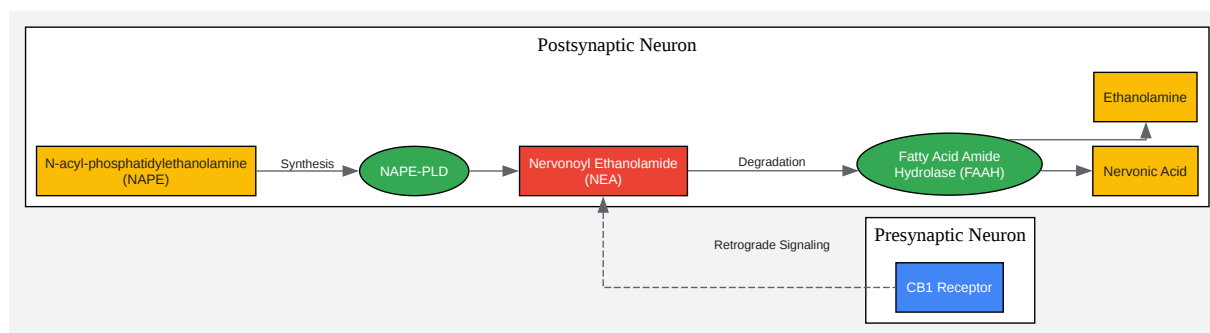 Postsynaptic Neuron
Ethanolamine
N-acyl-phosphatidylethanolamine
(NAPE)
Synthesis
NAPE-PLD
Nervonoyl Ethanolamide
(NEA)
Degradation
Fatty Acid Amide
Hydrolase (FAAH)
Nervonic Acid
Retrograde Signaling
Presynaptic Neuron
CB1 Receptor